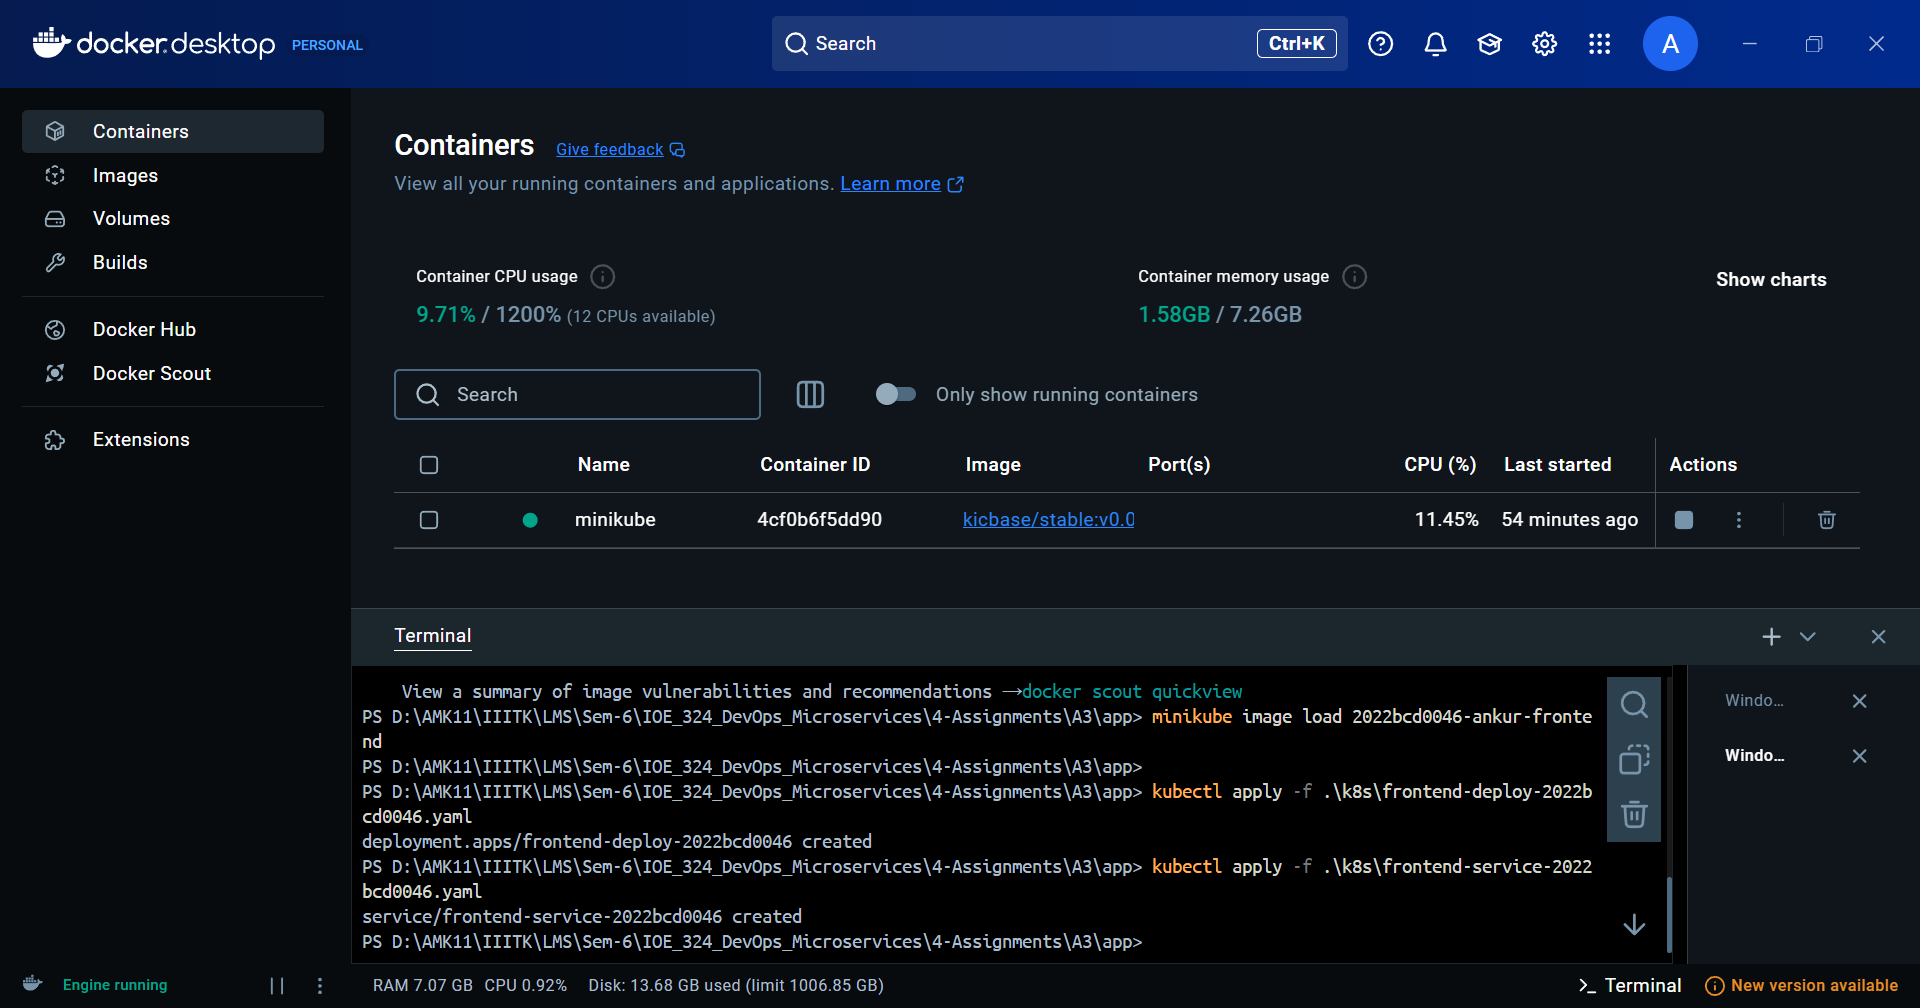 docker.desktop PERSONAL
Search Ctrl+K
A
Containers
Images
Volumes
Builds
Docker Hub
Docker Scout
Extensions
Containers Give feedback
View all your running containers and applications. Learn more
Container CPU usage
9.71% / 1200% (12 CPUs available)
Container memory usage
1.58GB / 7.26GB
Show charts
Search
Only show running containers
Name Container ID Image Port(s) CPU (%) Last started Actions
minikube 4cf0b6f5dd90 kicbase/stable:v0.0 11.45% 54 minutes ago
Terminal
View a summary of image vulnerabilities and recommendations →docker scout quickview
PS D:\AMK11\IIITK\LMS\Sem-6\IOE_324_DevOps_Microservices\4-Assignments\A3\app> minikube image load 2022bcd0046-ankur-fronte
nd
PS D:\AMK11\IIITK\LMS\Sem-6\IOE_324_DevOps_Microservices\4-Assignments\A3\app>
PS D:\AMK11\IIITK\LMS\Sem-6\IOE_324_DevOps_Microservices\4-Assignments\A3\app> kubectl apply -f .\k8s\frontend-deploy-2022b
cd0046.yaml
deployment.apps/frontend-deploy-2022bcd0046 created
PS D:\AMK11\IIITK\LMS\Sem-6\IOE_324_DevOps_Microservices\4-Assignments\A3\app> kubectl apply -f .\k8s\frontend-service-2022
bcd0046.yaml
service/frontend-service-2022bcd0046 created
PS D:\AMK11\IIITK\LMS\Sem-6\IOE_324_DevOps_Microservices\4-Assignments\A3\app>
Windo...
Windo...
Engine running
RAM 7.07 GB CPU 0.92% Disk: 13.68 GB used (limit 1006.85 GB)
Terminal
New version available